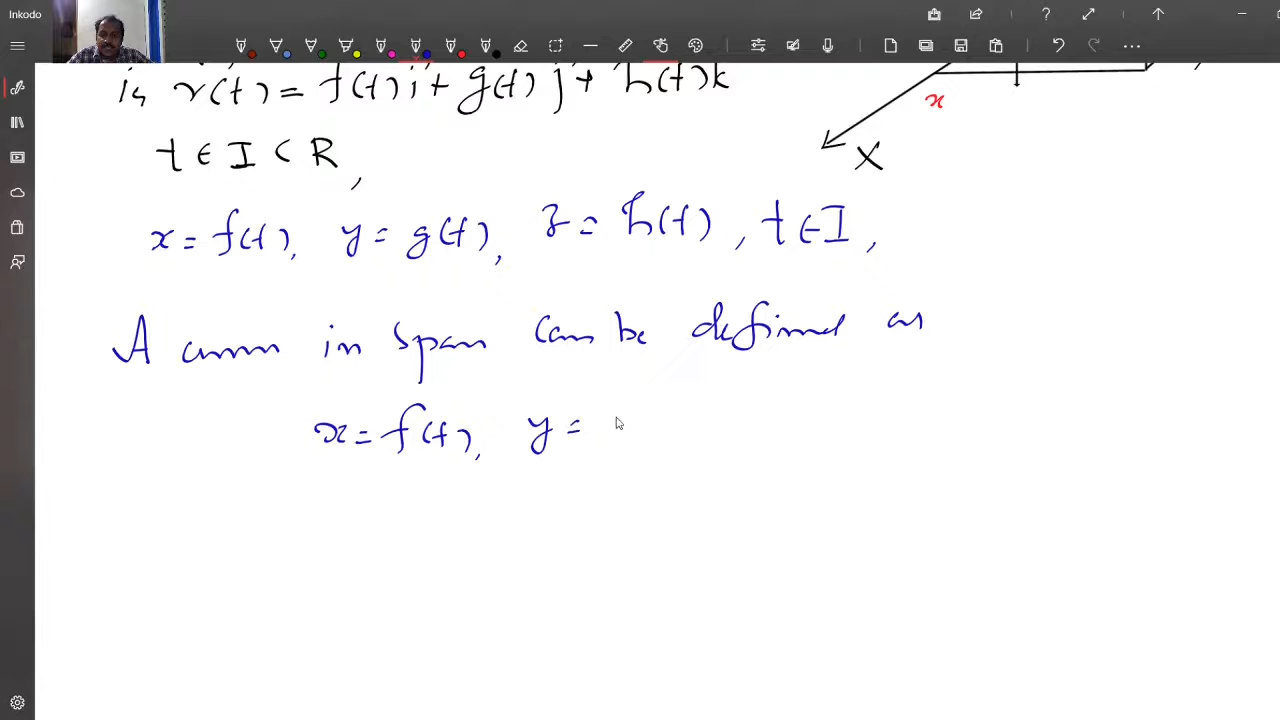 Inkodo
is r(t) = f(t)i + g(t)j + h(t)k
x
t ∈ I ⊂ R,
X
x = f(t), y = g(t), z = h(t), t ∈ I,
A curve in space can be defined as
x = f(t), y =